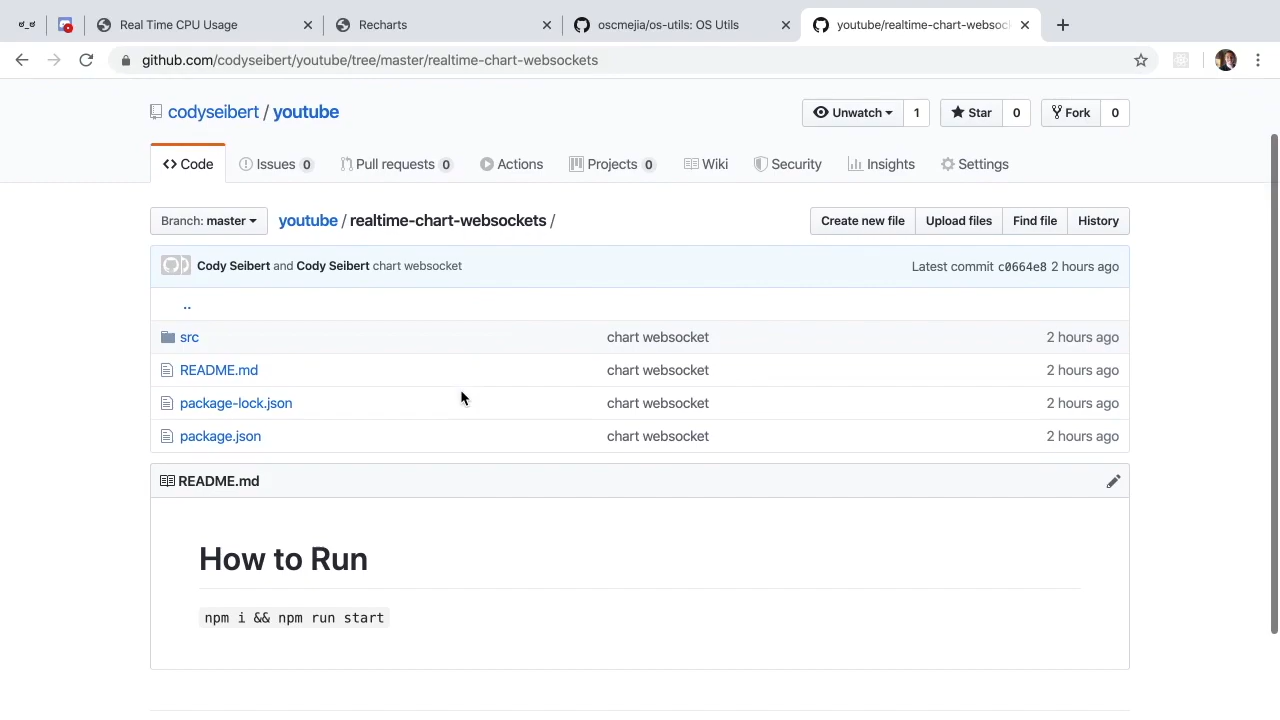 Real Time CPU Usage
Recharts
oscmejia/os-utils: OS Utils
youtube/realtime-chart-websock
github.com/codyseibert/youtube/tree/master/realtime-chart-websockets
codyseibert / youtube
Unwatch 1
Star 0
Fork 0
Code
Issues 0
Pull requests 0
Actions
Projects 0
Wiki
Security
Insights
Settings
Branch: master
youtube / realtime-chart-websockets /
Create new file
Upload files
Find file
History
Cody Seibert and Cody Seibert chart websocket
Latest commit c0664e8 2 hours ago
..
src chart websocket 2 hours ago
README.md chart websocket 2 hours ago
package-lock.json chart websocket 2 hours ago
package.json chart websocket 2 hours ago
README.md
How to Run
npm i && npm run start